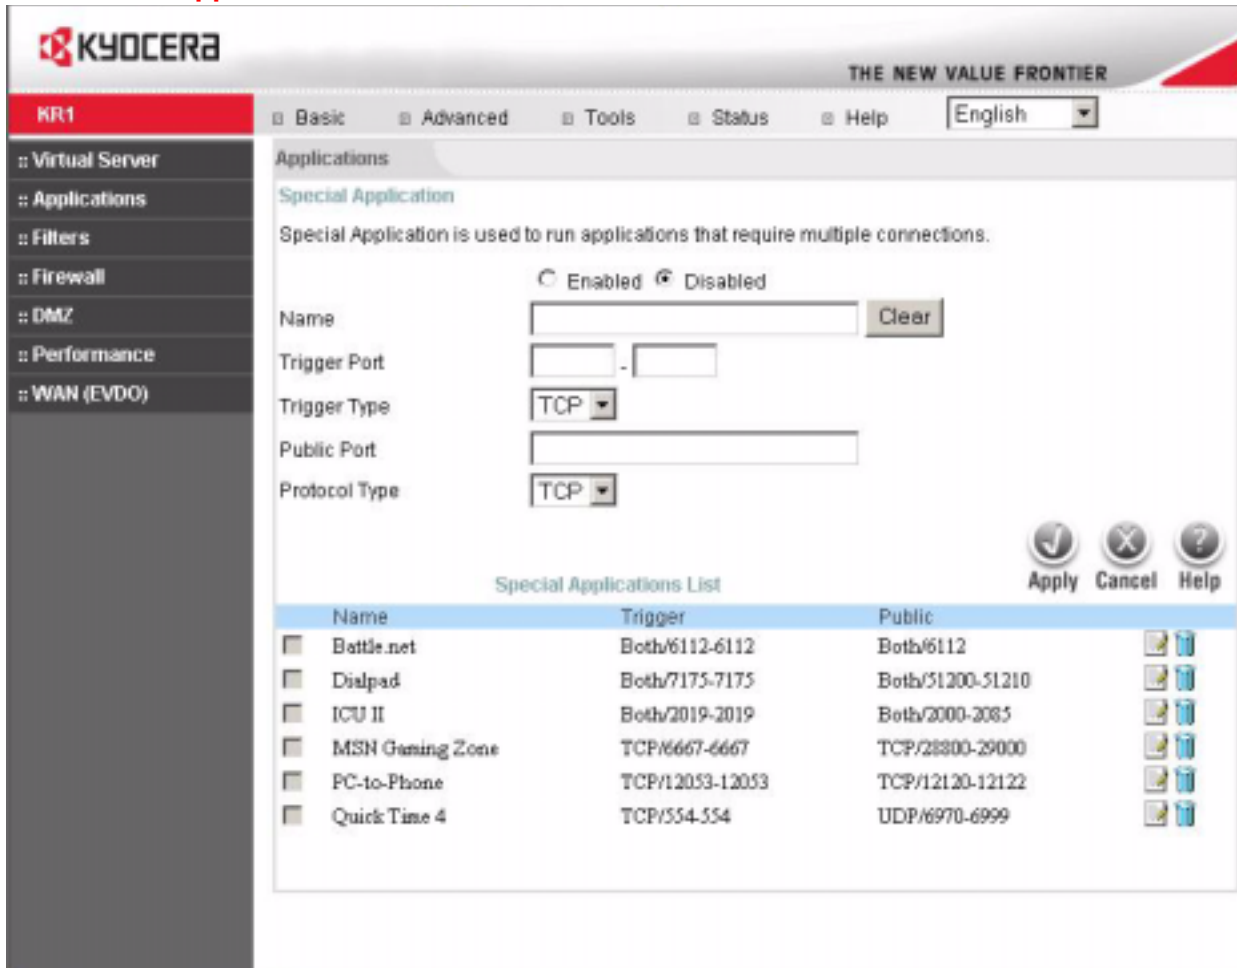 KYOCERA
THE NEW VALUE FRONTIER
KR1
Basic Advanced Tools Status Help English
:: Virtual Server
:: Applications
:: Filters
:: Firewall
:: DMZ
:: Performance
:: WAN (EVDO)
Applications
Special Application
Special Application is used to run applications that require multiple connections.
Enabled Disabled
Name Clear
Trigger Port -
Trigger Type TCP
Public Port
Protocol Type TCP
Apply Cancel Help
Special Applications List
Name Trigger Public
Battle.net Both/6112-6112 Both/6112
Dialpad Both/7175-7175 Both/51200-51210
ICU II Both/2019-2019 Both/2000-2085
MSN Gaming Zone TCP/6667-6667 TCP/28800-29000
PC-to-Phone TCP/12053-12053 TCP/12120-12122
Quick Time 4 TCP/554-554 UDP/6970-6999